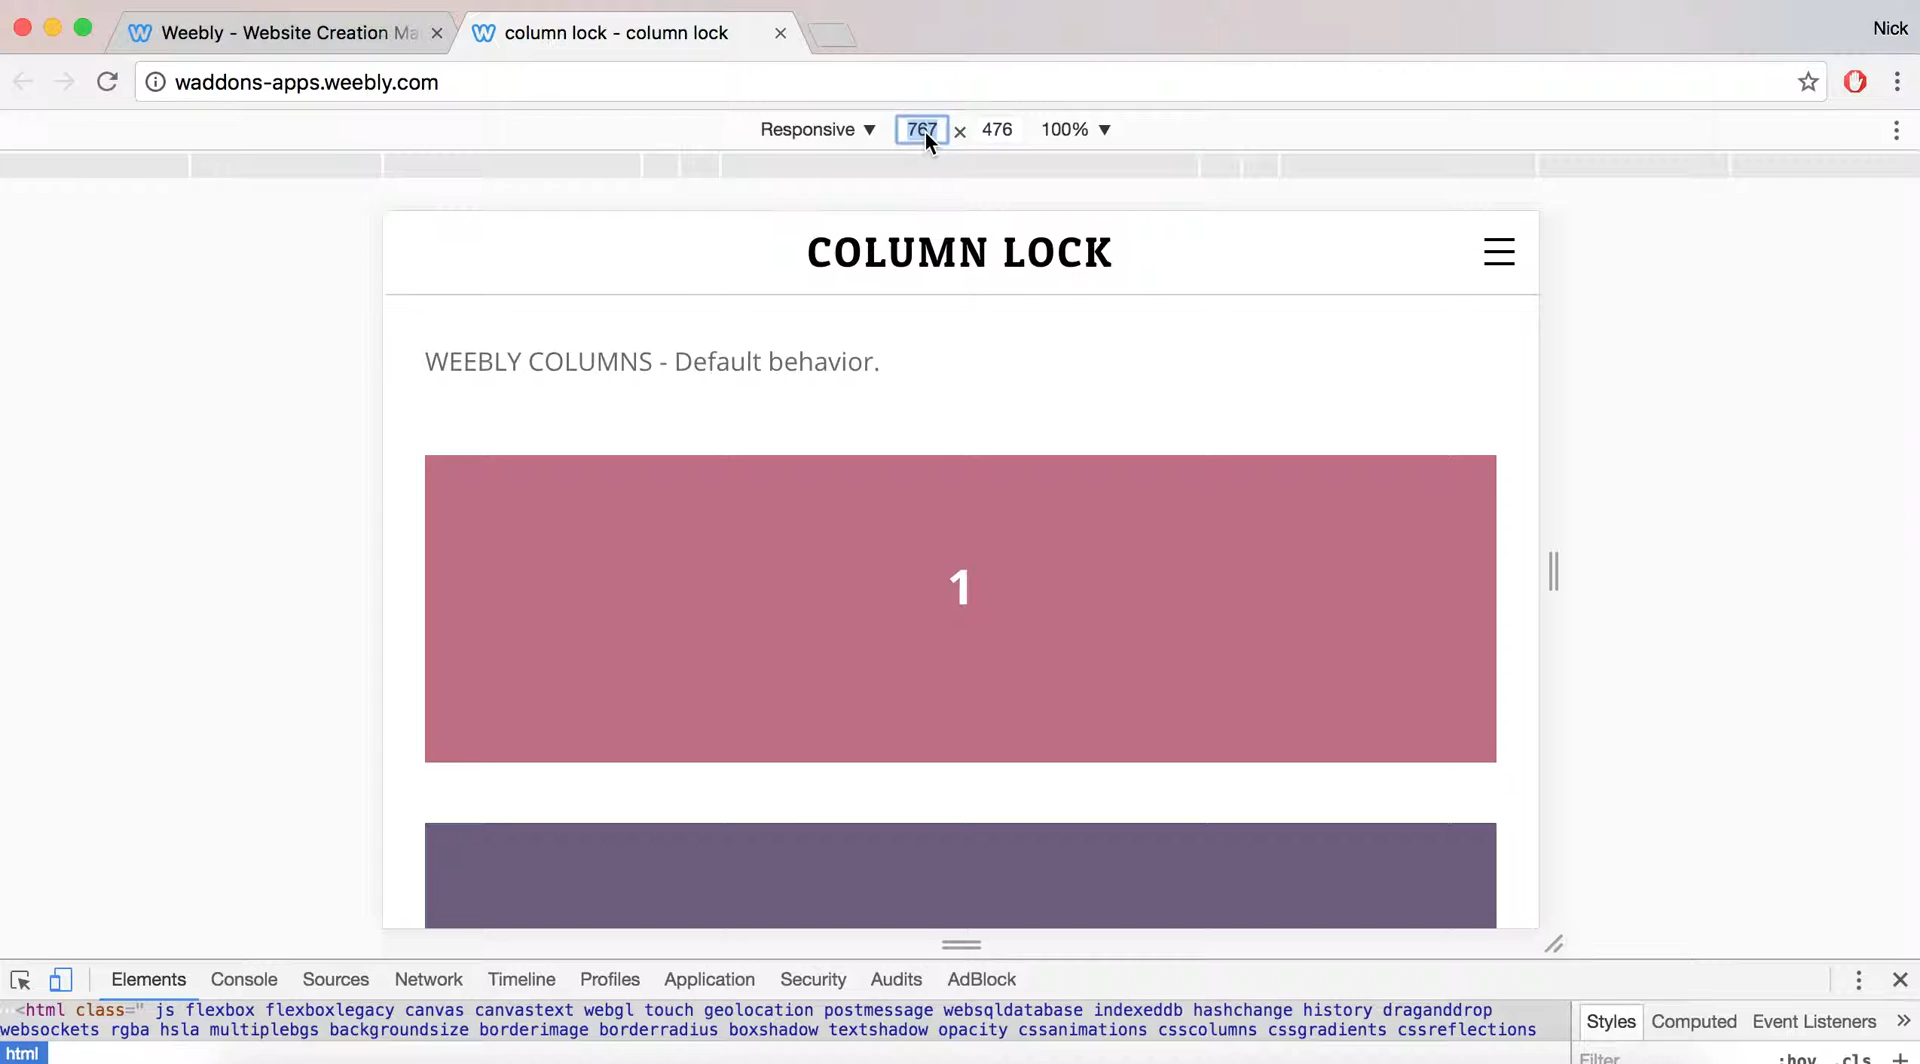 Weebly - Website Creation Ma
column lock - column lock
Nick
waddons-apps.weebly.com
Responsive ▼ 767 × 476 100% ▼
COLUMN LOCK
WEEBLY COLUMNS - Default behavior.
1
Elements Console Sources Network Timeline Profiles Application Security Audits AdBlock
<html class=" js flexbox flexboxlegacy canvas canvastext webgl touch geolocation postmessage websqldatabase indexeddb hashchange history draganddrop
websockets rgba hsla multiplebgs backgroundsize borderimage borderradius boxshadow textshadow opacity cssanimations csscolumns cssgradients cssreflections
html
Styles Computed Event Listeners »
Filter :hov .cls +